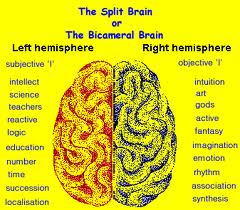 The Split Brain
or
The Bicameral Brain
Left hemisphere
Right hemisphere
subjective 'I'
intellect
science
teachers
reactive
logic
education
number
time
succession
localisation
objective 'I'
intuition
art
gods
active
fantasy
imagination
emotion
rhythm
association
synthesis